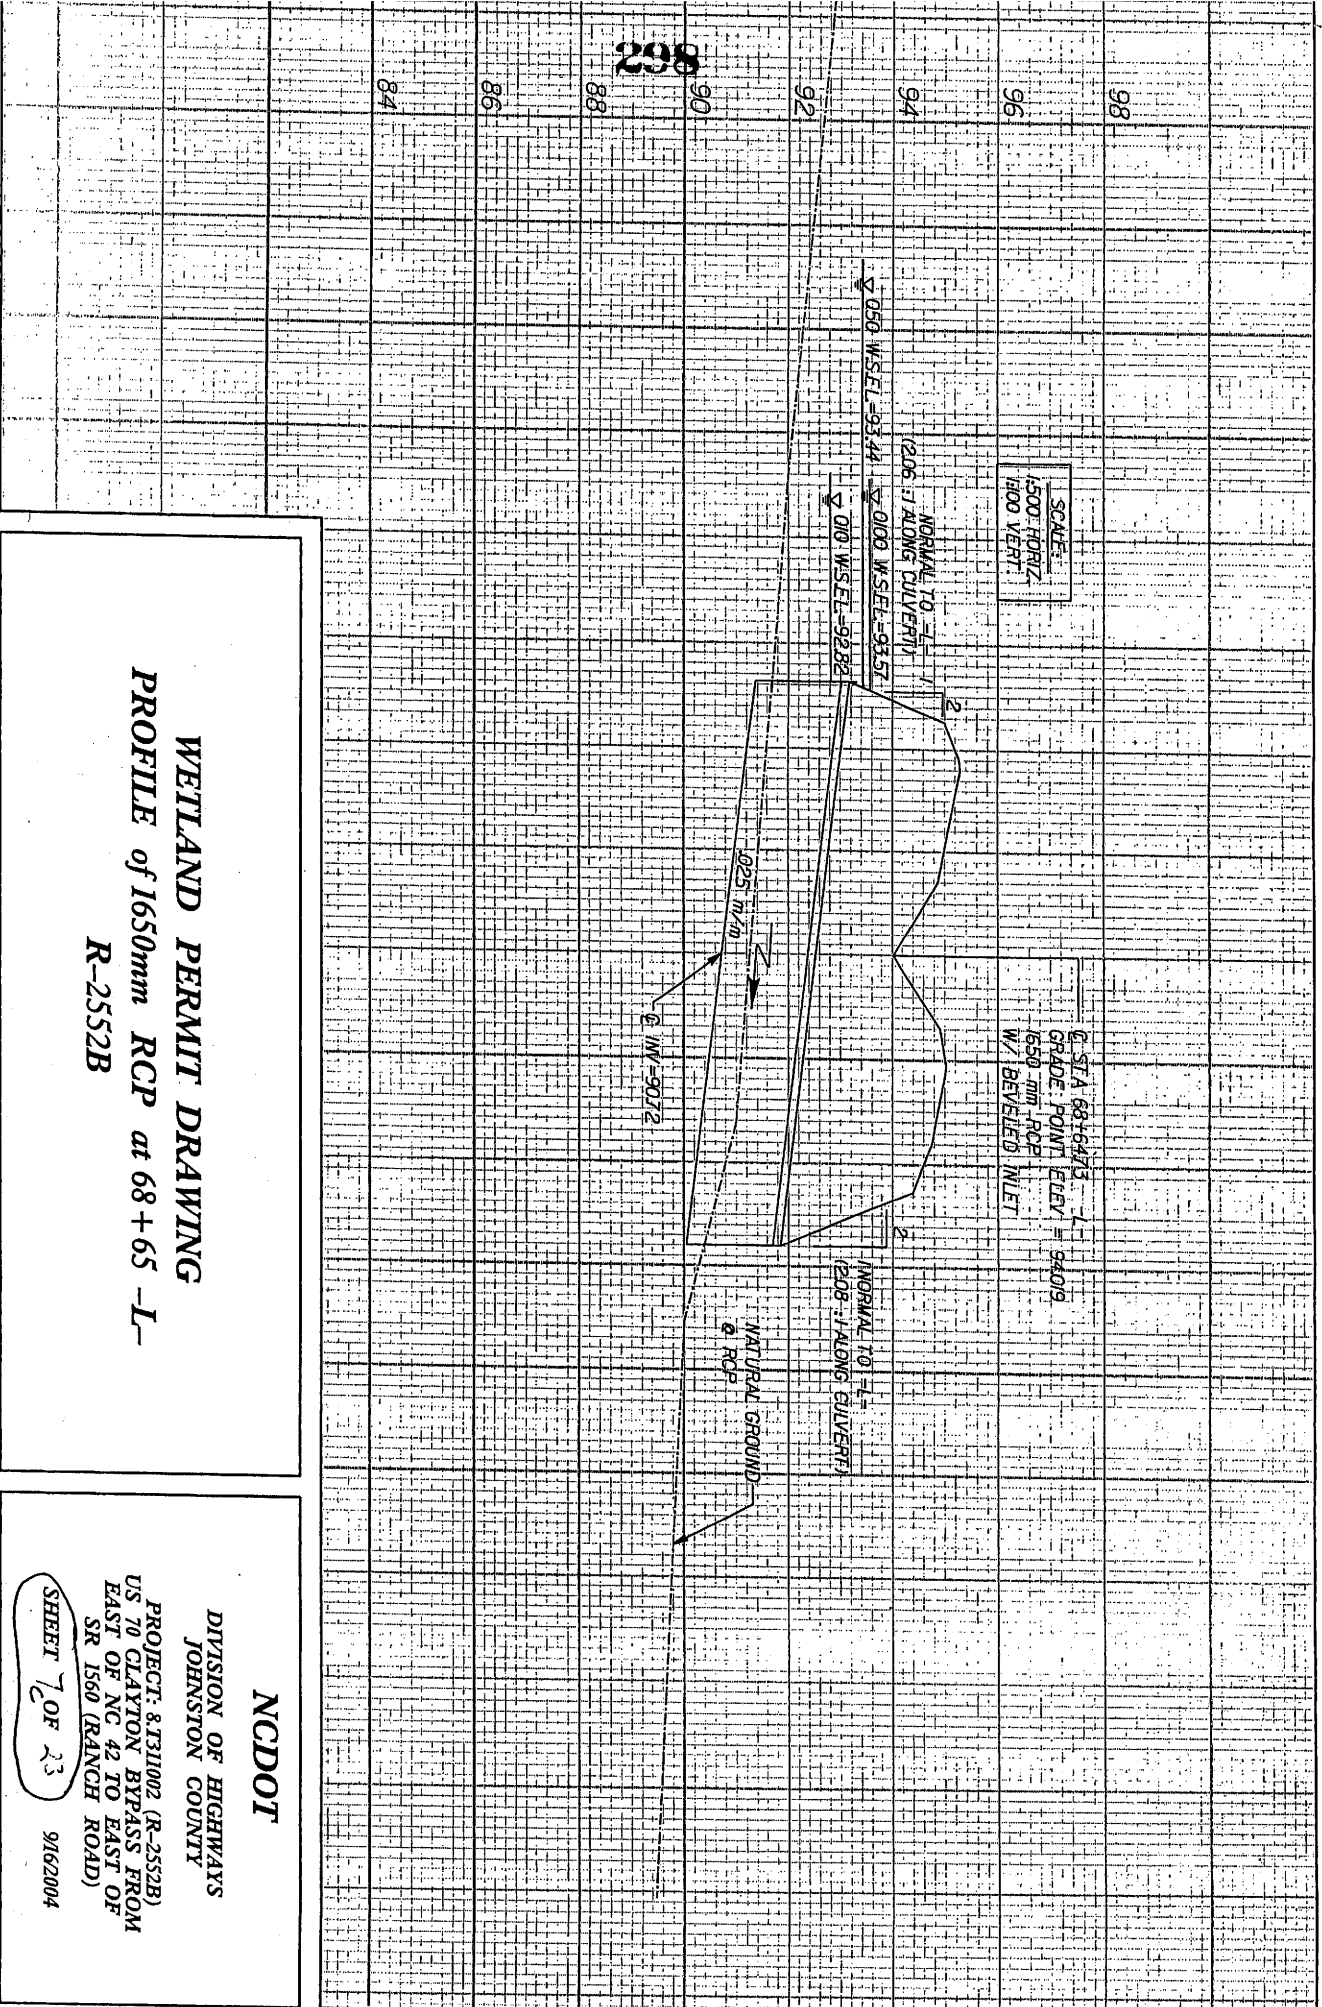 298
98
96
94
92
90
88
86
84
SCALE:
1:500 HORIZ.
1:100 VERT.
NORMAL TO -L-
(2.06 : 1 ALONG CULVERT)
1
2
Q50 W.S.EL.=93.44
Q100 W.S.EL.=93.57
Q10 W.S.EL.=92.82
.025 m/m
℄ INV=90.72
℄ STA 68+64.73 -L-
GRADE POINT ELEV = 94.019
1650 mm RCP
W/ BEVELED INLET
2
1
NORMAL TO -L-
(2.08 : 1 ALONG CULVERT)
NATURAL GROUND
@ RCP
WETLAND PERMIT DRAWING
PROFILE of 1650mm RCP at 68+65 -L-
R-2552B
NCDOT
DIVISION OF HIGHWAYS
JOHNSTON COUNTY
PROJECT: 8.T311002 (R-2552B)
US 70 CLAYTON BYPASS FROM
EAST OF NC 42 TO EAST OF
SR 1560 (RANCH ROAD)
SHEET 7c OF 23 9/16/2004